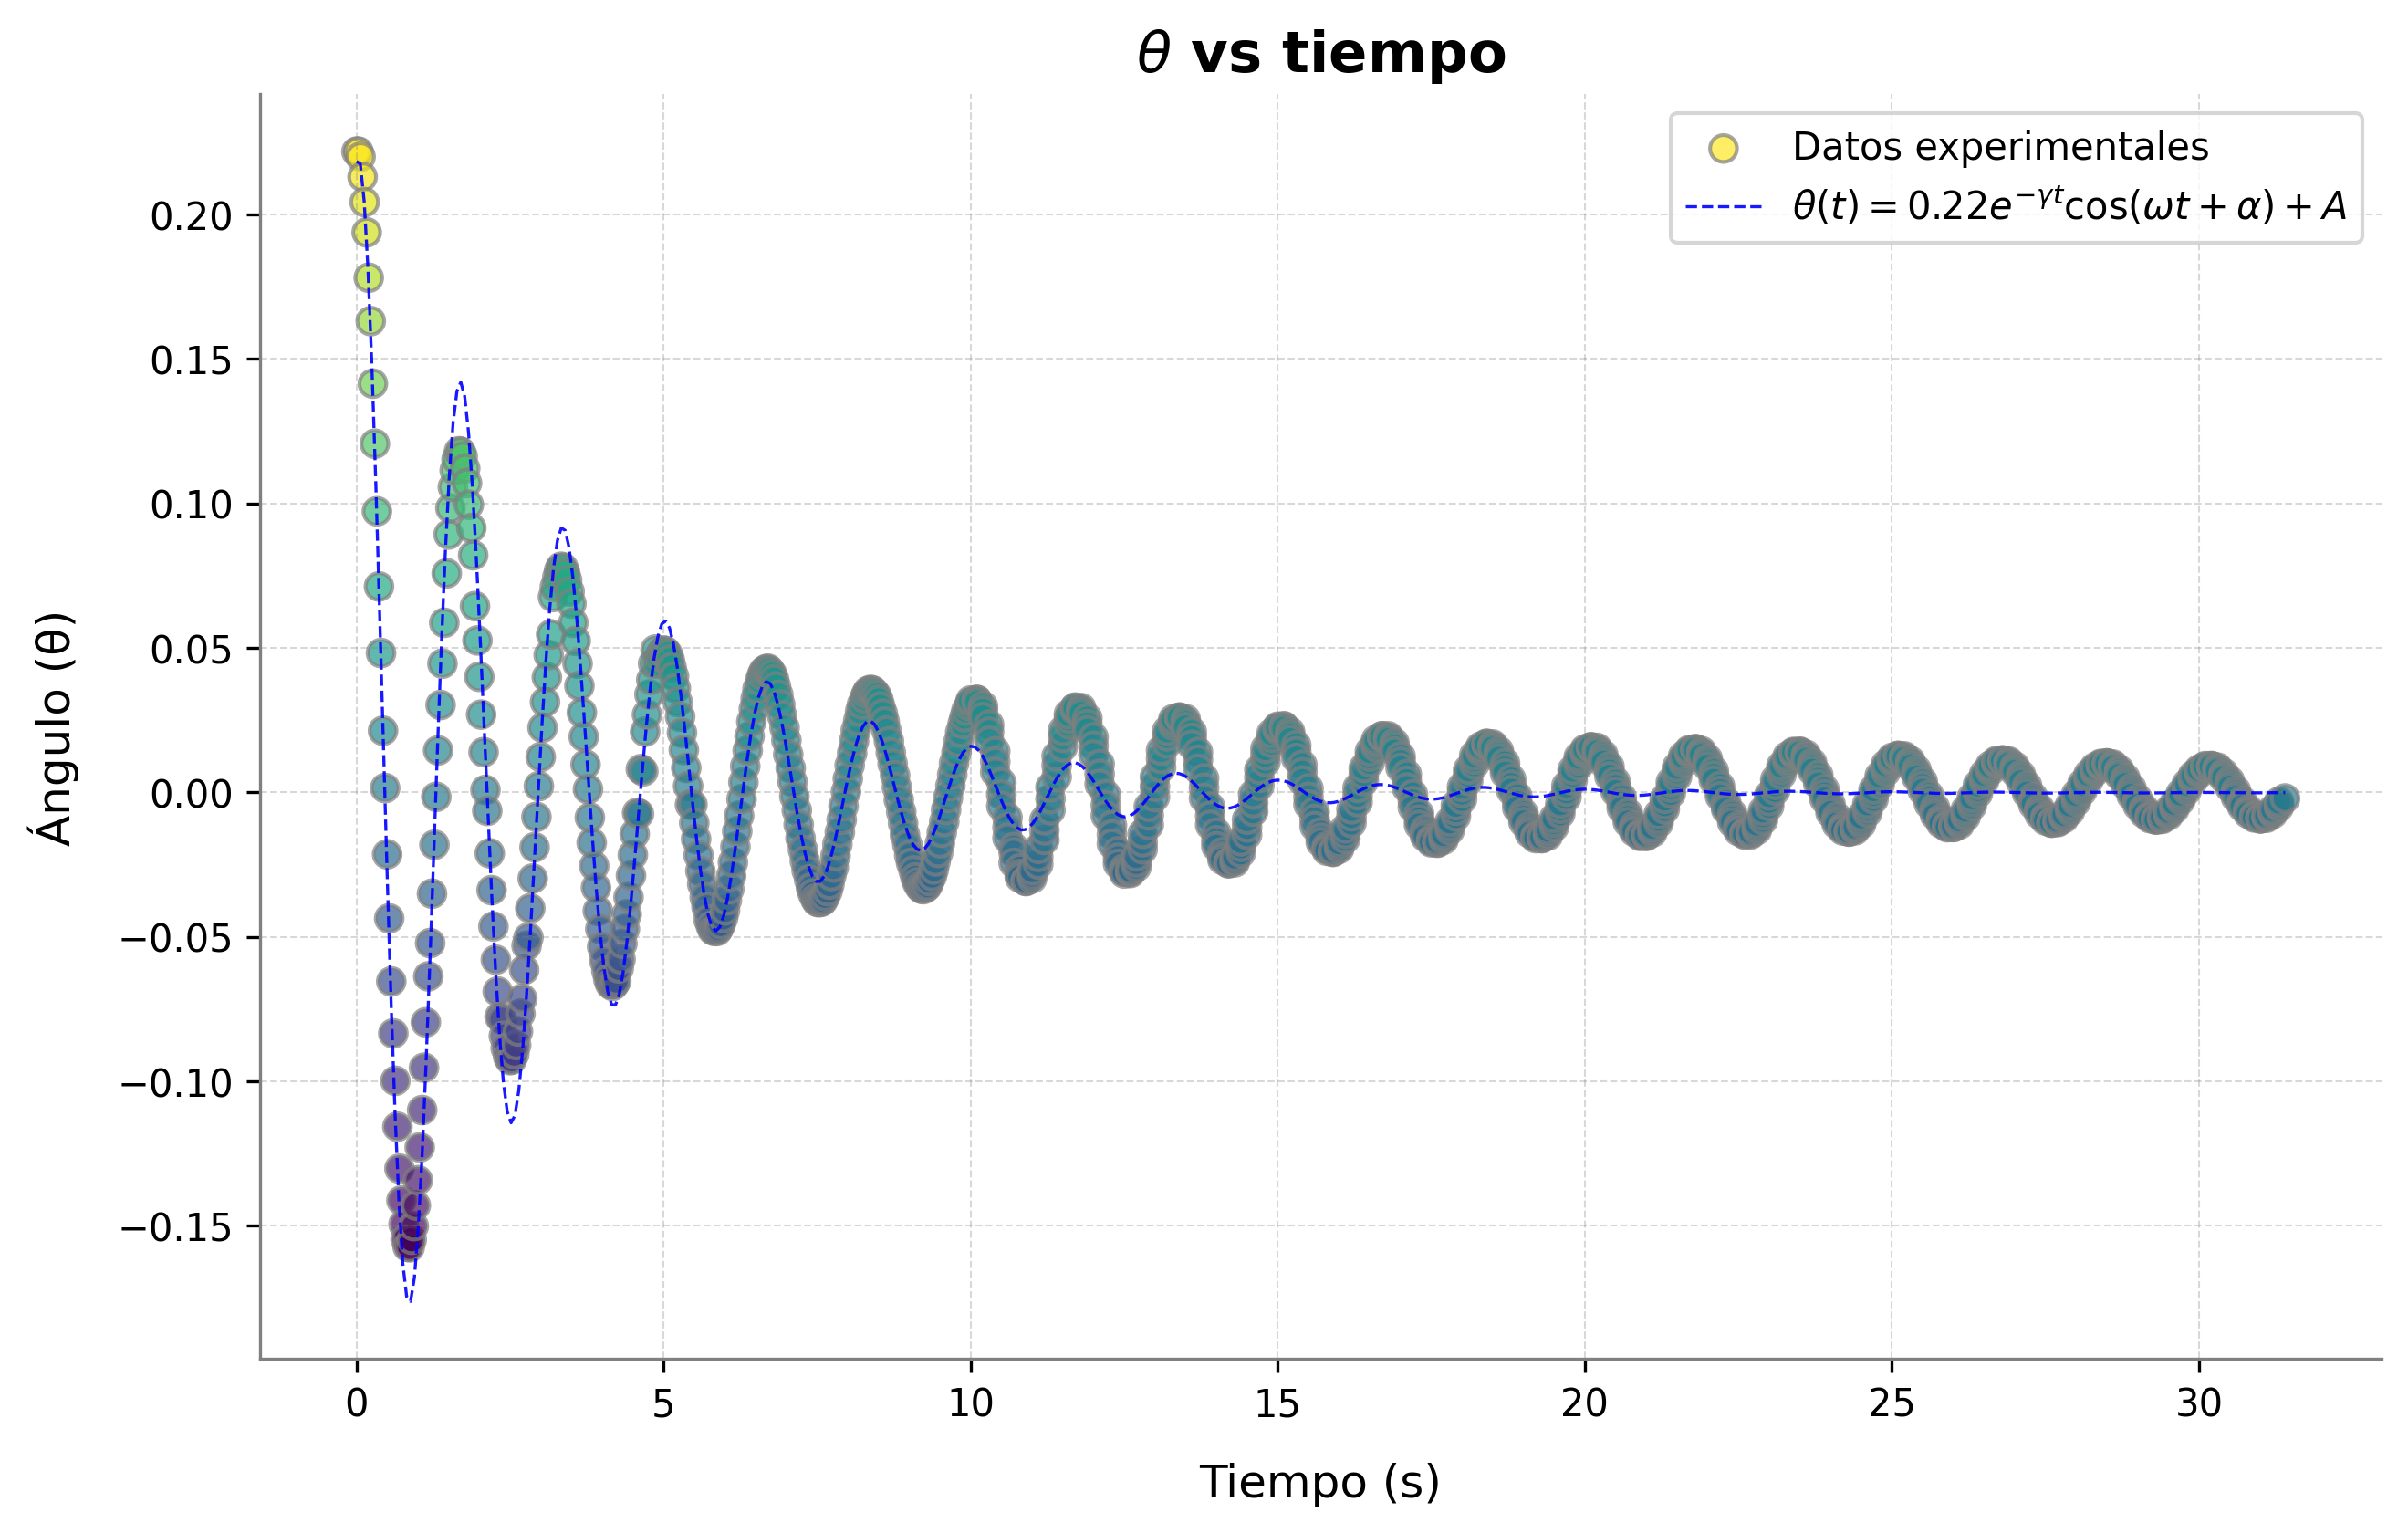 θ vs tiempo
Datos experimentales
θ(t) = 0.22e^{−γt}cos(ωt + α) + A
Ángulo (θ)
0.20
0.15
0.10
0.05
0.00
−0.05
−0.10
−0.15
0 5 10 15 20 25 30
Tiempo (s)